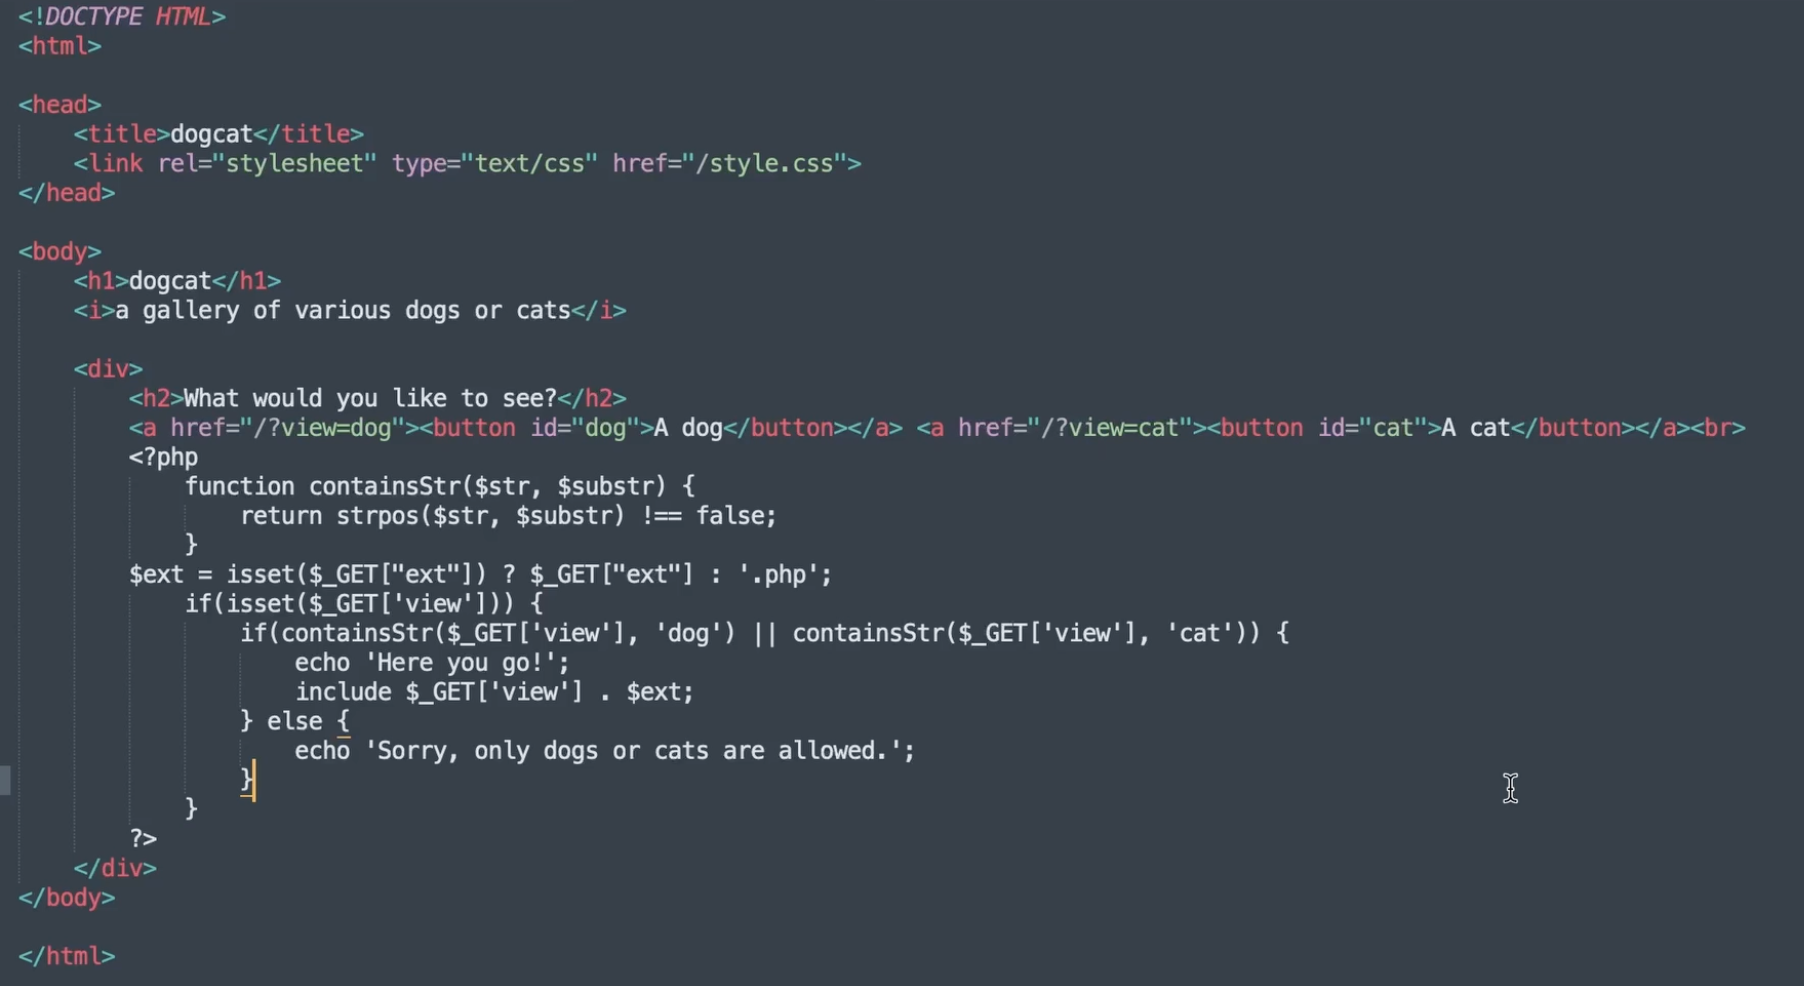 <!DOCTYPE HTML>
<html>
<head>
<title>dogcat</title>
<link rel="stylesheet" type="text/css" href="/style.css">
</head>
<body>
<h1>dogcat</h1>
<i>a gallery of various dogs or cats</i>
<div>
<h2>What would you like to see?</h2>
<a href="/?view=dog"><button id="dog">A dog</button></a> <a href="/?view=cat"><button id="cat">A cat</button></a><br>
<?php
function containsStr($str, $substr) {
return strpos($str, $substr) !== false;
}
$ext = isset($_GET["ext"]) ? $_GET["ext"] : '.php';
if(isset($_GET['view'])) {
if(containsStr($_GET['view'], 'dog') || containsStr($_GET['view'], 'cat')) {
echo 'Here you go!';
include $_GET['view'] . $ext;
} else {
echo 'Sorry, only dogs or cats are allowed.';
}
}
?>
</div>
</body>
</html>